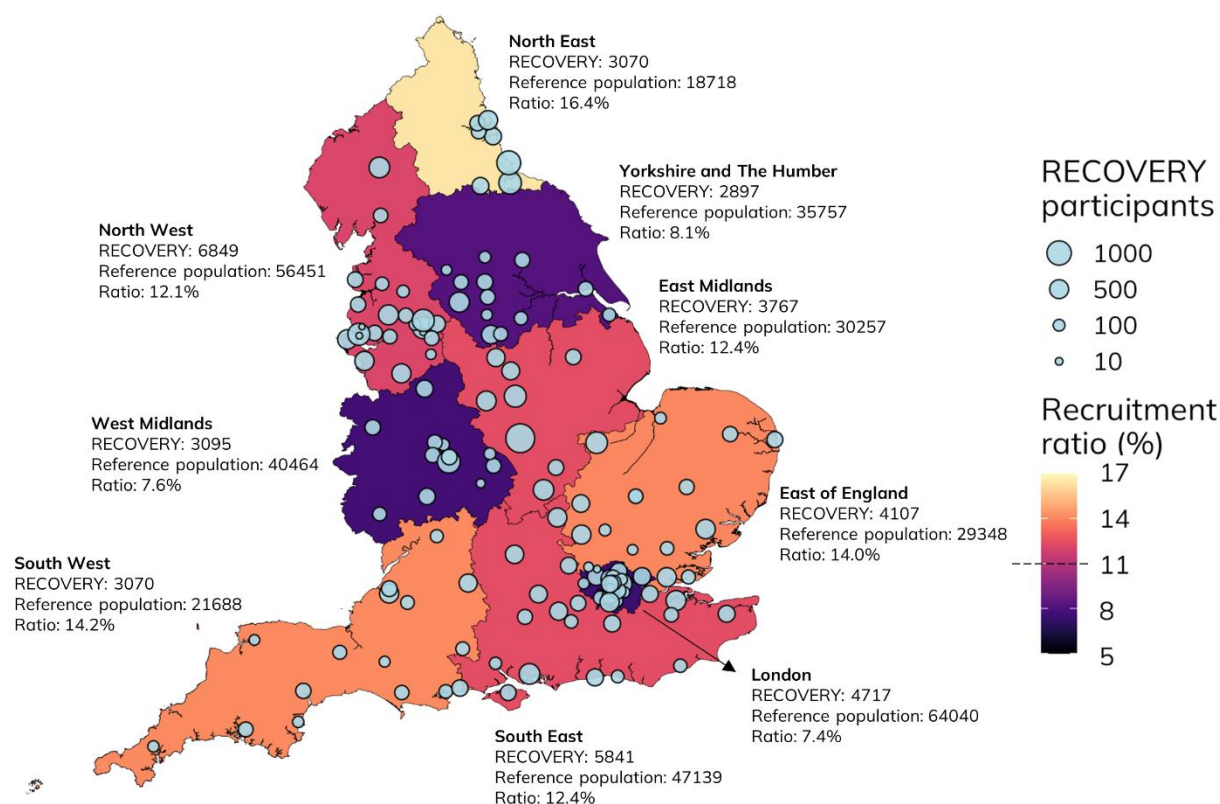 North East
RECOVERY: 3070
Reference population: 18718
Ratio: 16.4%
Yorkshire and The Humber
RECOVERY: 2897
Reference population: 35757
Ratio: 8.1%
North West
RECOVERY: 6849
Reference population: 56451
Ratio: 12.1%
East Midlands
RECOVERY: 3767
Reference population: 30257
Ratio: 12.4%
West Midlands
RECOVERY: 3095
Reference population: 40464
Ratio: 7.6%
East of England
RECOVERY: 4107
Reference population: 29348
Ratio: 14.0%
South West
RECOVERY: 3070
Reference population: 21688
Ratio: 14.2%
London
RECOVERY: 4717
Reference population: 64040
Ratio: 7.4%
South East
RECOVERY: 5841
Reference population: 47139
Ratio: 12.4%
RECOVERY
participants
1000
500
100
10
Recruitment
ratio (%)
17
14
11
8
5